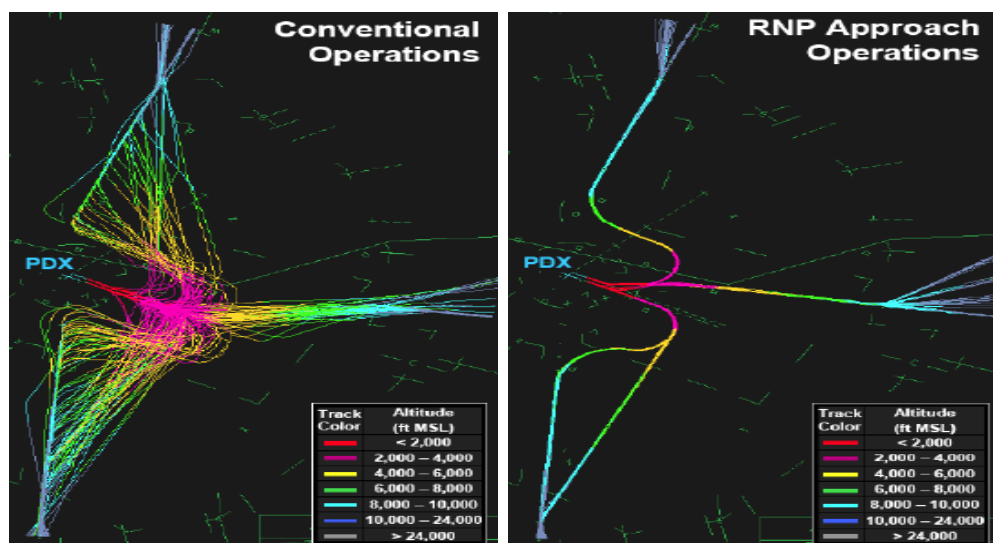 Conventional
Operations
PDX
Track Color Altitude (ft MSL)
< 2,000
2,000 – 4,000
4,000 – 6,000
6,000 – 8,000
8,000 – 10,000
10,000 – 24,000
> 24,000
RNP Approach
Operations
PDX
Track Color Altitude (ft MSL)
< 2,000
2,000 – 4,000
4,000 – 6,000
6,000 – 8,000
8,000 – 10,000
10,000 – 24,000
> 24,000